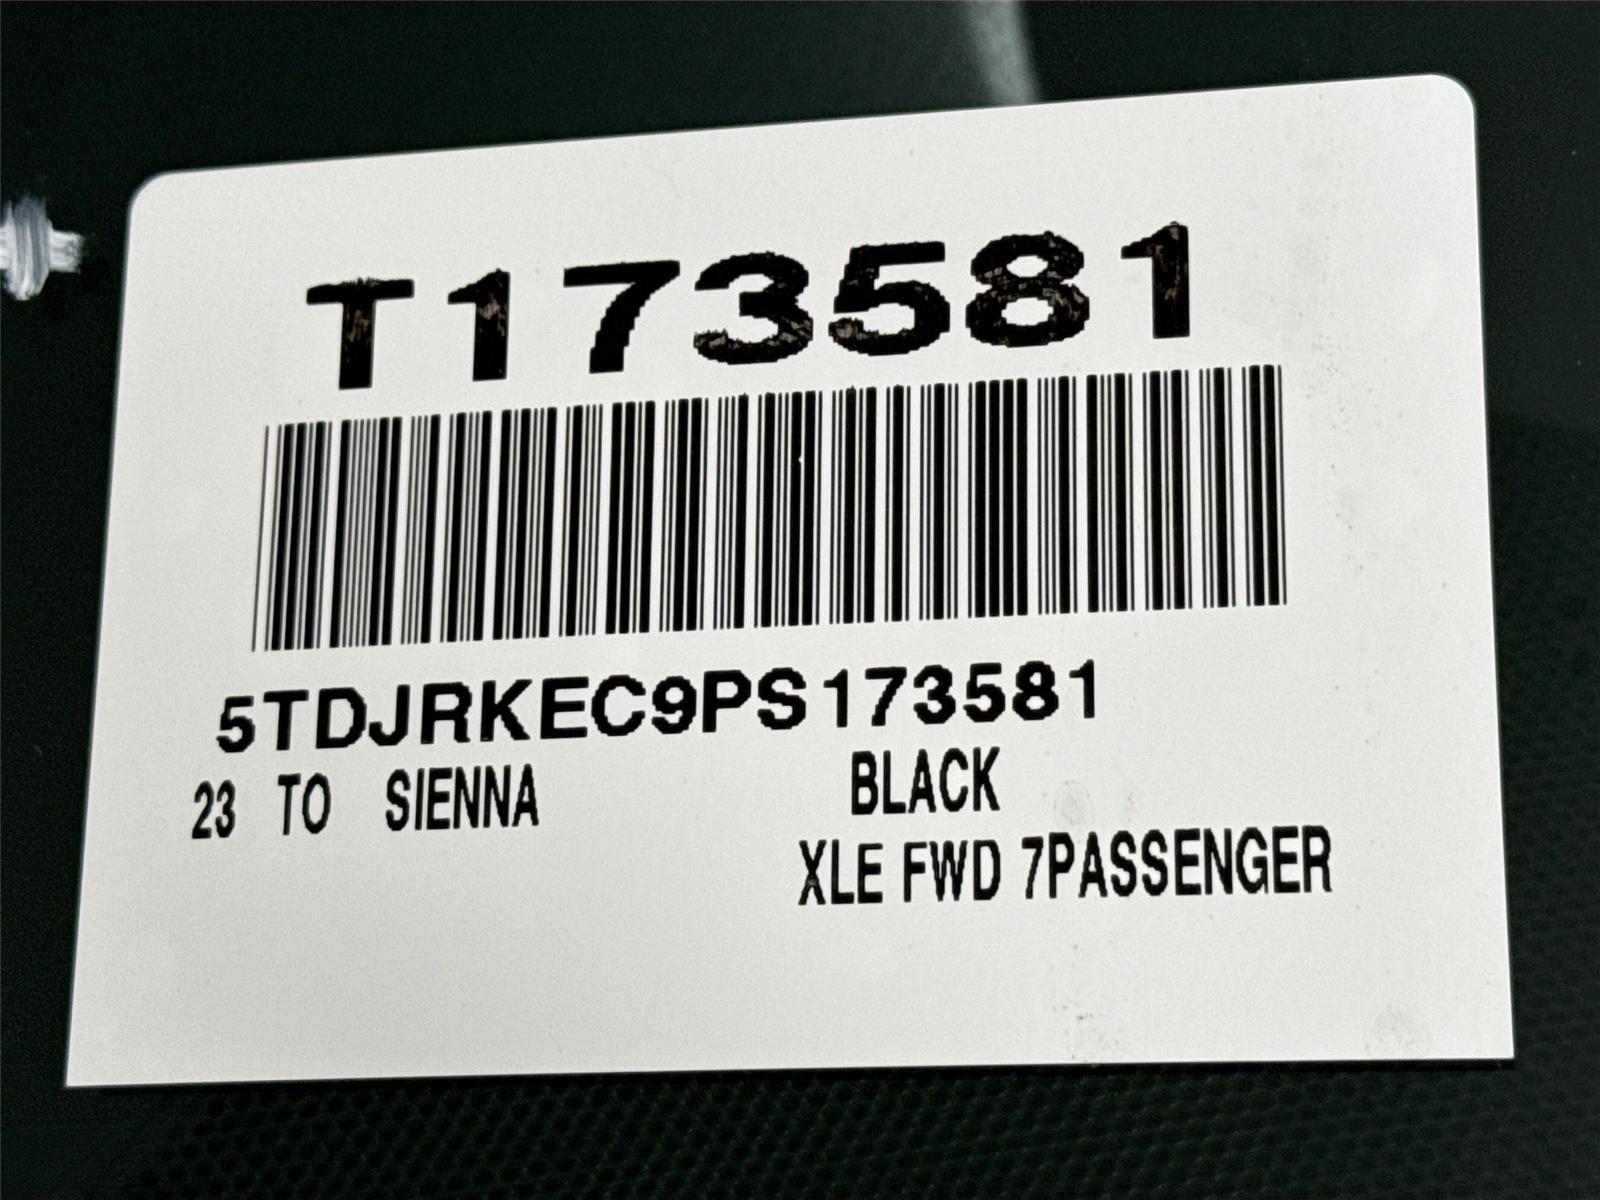 T173581
5TDJRKEC9PS173581
23 TO SIENNA BLACK
XLE FWD 7PASSENGER